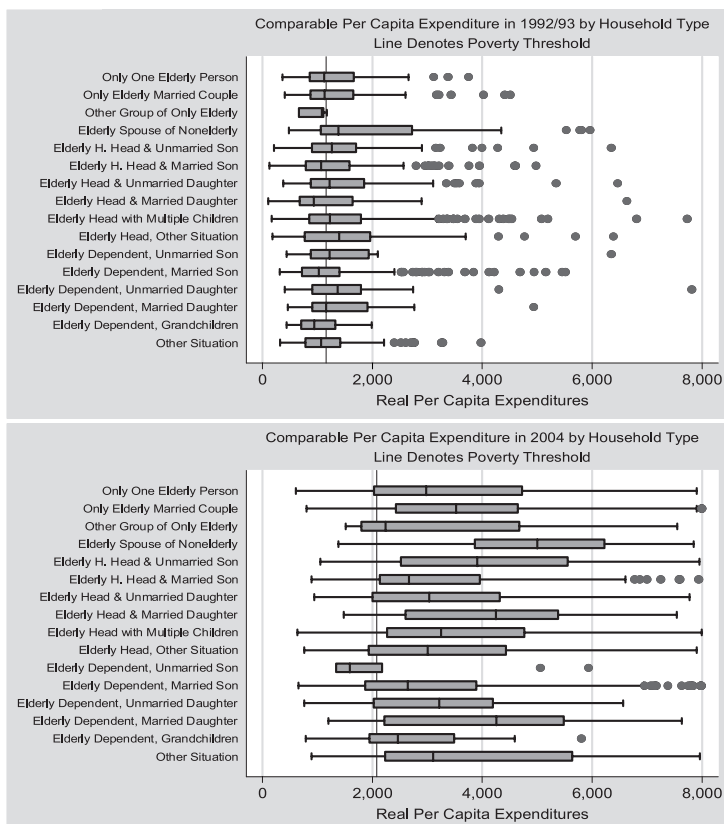 Comparable Per Capita Expenditure in 1992/93 by Household Type
Line Denotes Poverty Threshold
Only One Elderly Person
Only Elderly Married Couple
Other Group of Only Elderly
Elderly Spouse of Nonelderly
Elderly H. Head & Unmarried Son
Elderly H. Head & Married Son
Elderly Head & Unmarried Daughter
Elderly Head & Married Daughter
Elderly Head with Multiple Children
Elderly Head, Other Situation
Elderly Dependent, Unmarried Son
Elderly Dependent, Married Son
Elderly Dependent, Unmarried Daughter
Elderly Dependent, Married Daughter
Elderly Dependent, Grandchildren
Other Situation
0 2,000 4,000 6,000 8,000
Real Per Capita Expenditures
Comparable Per Capita Expenditure in 2004 by Household Type
Line Denotes Poverty Threshold
Only One Elderly Person
Only Elderly Married Couple
Other Group of Only Elderly
Elderly Spouse of Nonelderly
Elderly H. Head & Unmarried Son
Elderly H. Head & Married Son
Elderly Head & Unmarried Daughter
Elderly Head & Married Daughter
Elderly Head with Multiple Children
Elderly Head, Other Situation
Elderly Dependent, Unmarried Son
Elderly Dependent, Married Son
Elderly Dependent, Unmarried Daughter
Elderly Dependent, Married Daughter
Elderly Dependent, Grandchildren
Other Situation
0 2,000 4,000 6,000 8,000
Real Per Capita Expenditures